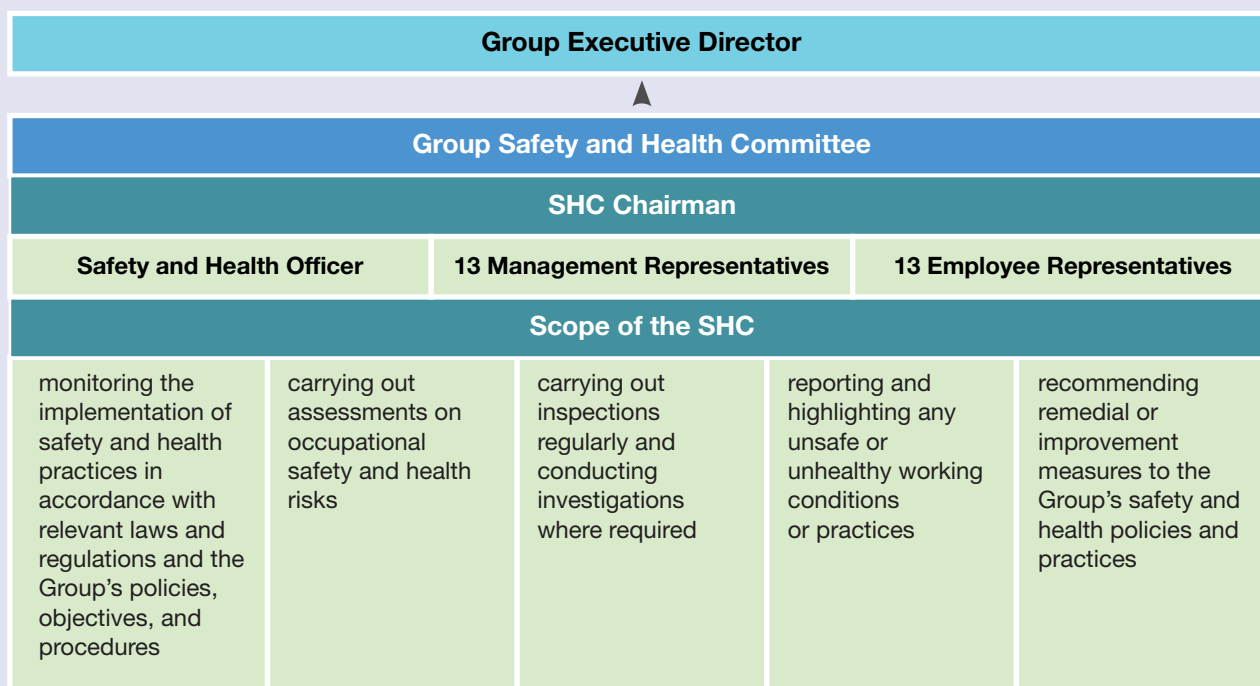 Group Executive Director
Group Safety and Health Committee
SHC Chairman
Safety and Health Officer
13 Management Representatives
13 Employee Representatives
Scope of the SHC
monitoring the
implementation of
safety and health
practices in
accordance with
relevant laws and
regulations and the
Group’s policies,
objectives, and
procedures
carrying out
assessments on
occupational
safety and health
risks
carrying out
inspections
regularly and
conducting
investigations
where required
reporting and
highlighting any
unsafe or
unhealthy working
conditions
or practices
recommending
remedial or
improvement
measures to the
Group’s safety and
health policies and
practices